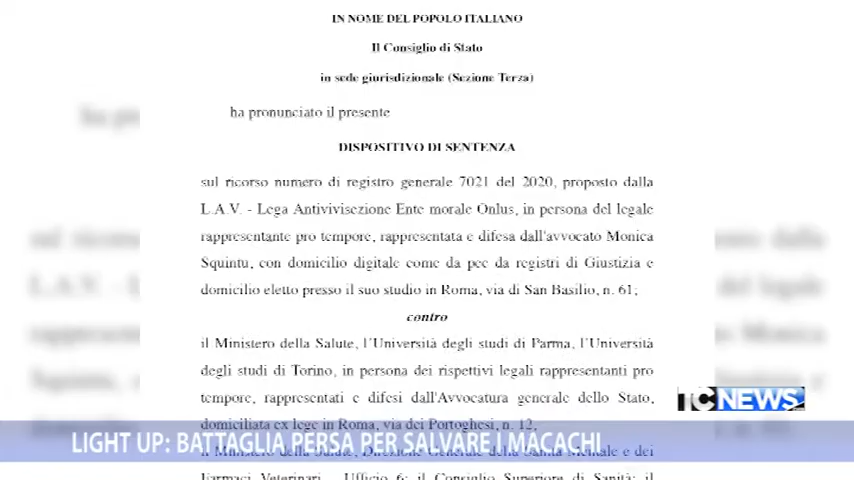 IN NOME DEL POPOLO ITALIANO
Il Consiglio di Stato
in sede giurisdizionale (Sezione Terza)
ha pronunciato il presente
DISPOSITIVO DI SENTENZA
sul ricorso numero di registro generale 7021 del 2020, proposto dalla
L.A.V. - Lega Antivivisezione Ente morale Onlus, in persona del legale
rappresentante pro tempore, rappresentata e difesa dall'avvocato Monica
Squintu, con domicilio digitale come da pec da registri di Giustizia e
domicilio eletto presso il suo studio in Roma, via di San Basilio, n. 61;
contro
il Ministero della Salute, l'Università degli studi di Parma, l'Università
degli studi di Torino, in persona dei rispettivi legali rappresentanti pro
tempore, rappresentati e difesi dall'Avvocatura generale dello Stato,
TCNEWS
domiciliata ex lege in Roma, via dei Portoghesi, n. 12,
LIGHT UP: BATTAGLIA PERSA PER SALVARE I MACACHI
il Ministero della Salute, Direzione Generale della Sanità Animale e dei
Farmaci Veterinari - Ufficio 6; il Consiglio Superiore di Sanità; il